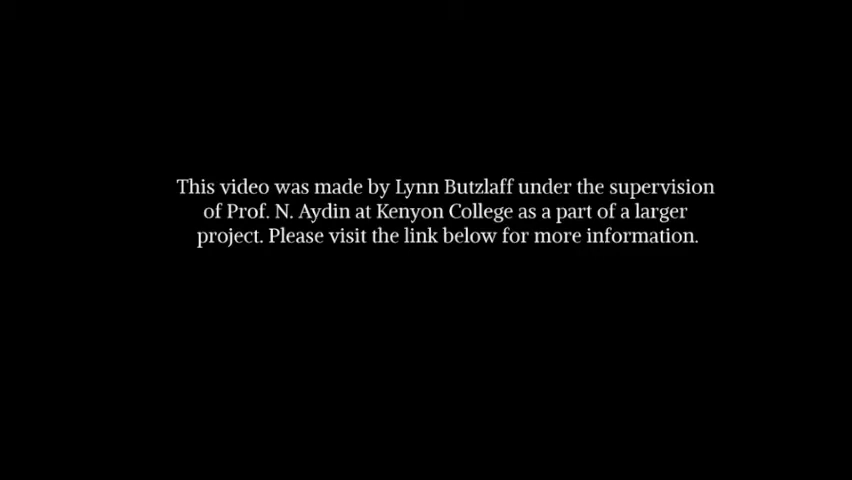 This video was made by Lynn Butzlaff under the supervision
of Prof. N. Aydin at Kenyon College as a part of a larger
project. Please visit the link below for more information.